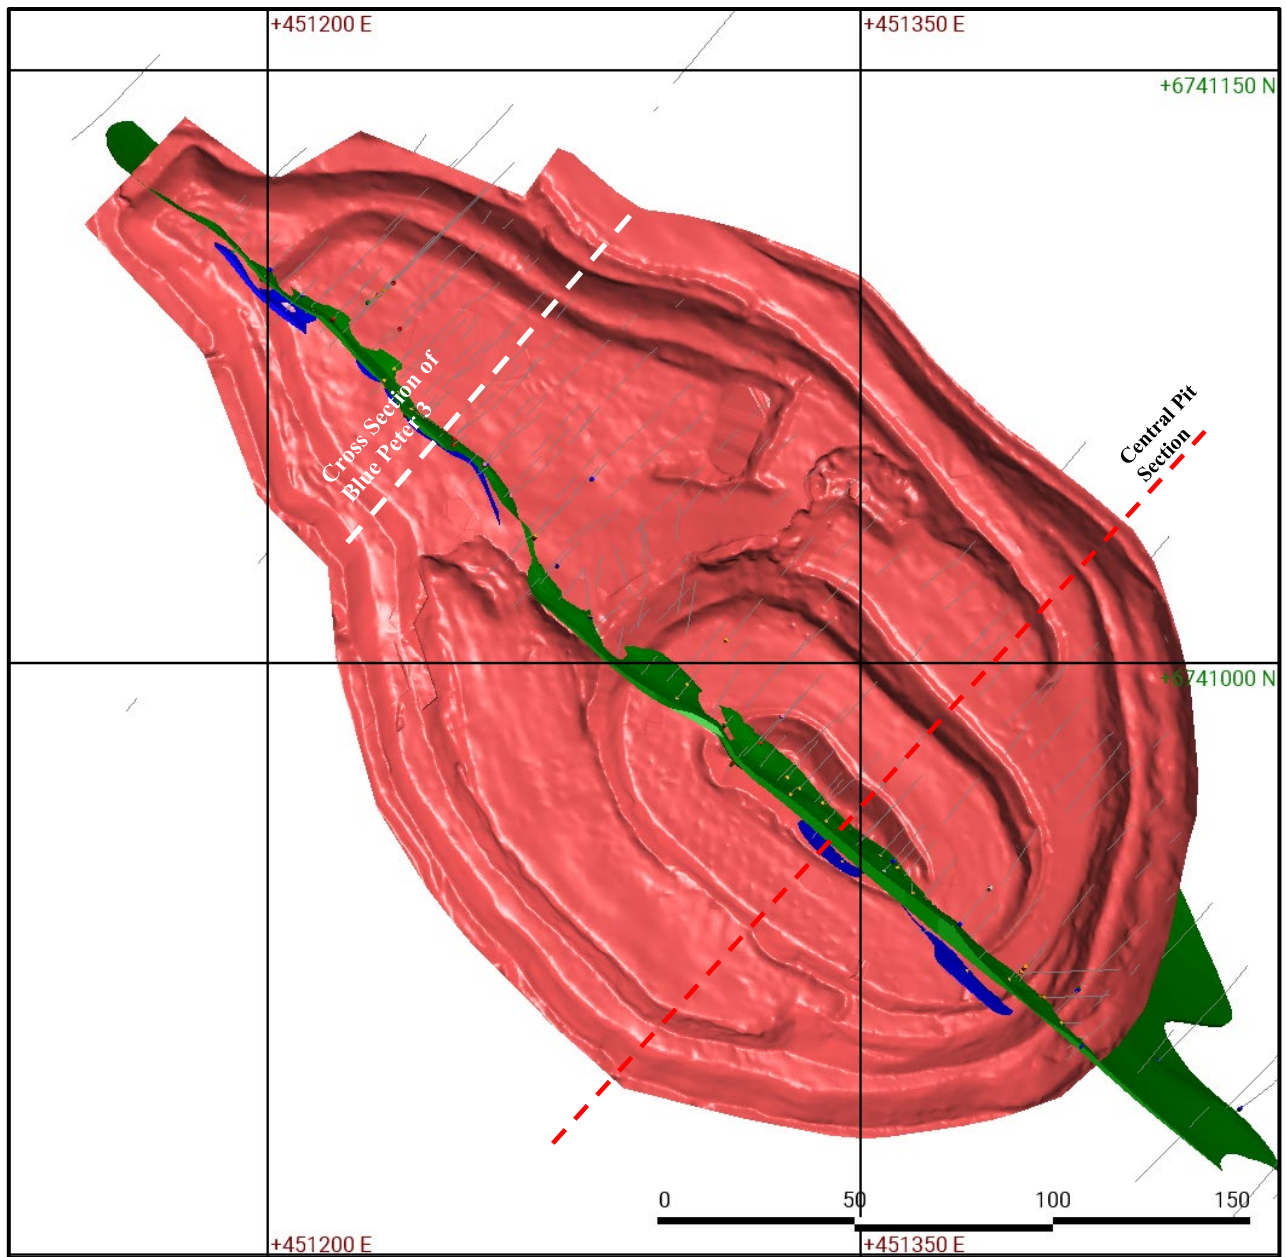 +451200 E
+451350 E
+6741150 N
Cross Section of
Blue Peter 3
Central Pit
Section
+6741000 N
0 50 100 150
+451200 E
+451350 E